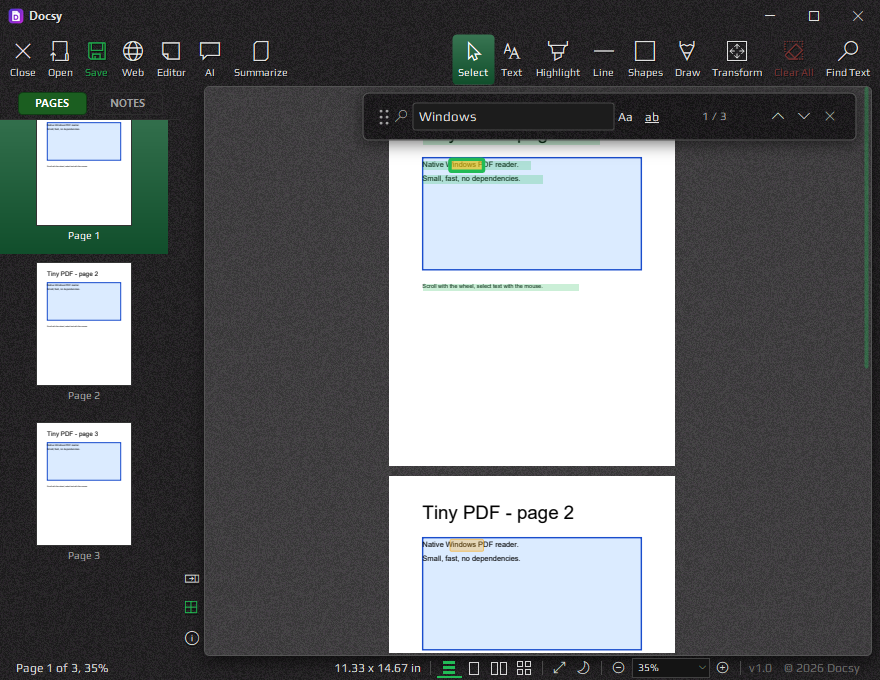 Docsy
Close
Open
Save
Web
Editor
AI
Summarize
Select
Text
Highlight
Line
Shapes
Draw
Transform
Clear All
Find Text
PAGES
NOTES
Windows
Aa
ab
1 / 3
Page 1
Tiny PDF - page 2
Page 2
Tiny PDF - page 3
Page 3
Native Windows PDF reader.
Small, fast, no dependencies.
Scroll with the wheel, select text with the mouse.
Tiny PDF - page 2
Native Windows PDF reader.
Small, fast, no dependencies.
Page 1 of 3, 35%
11.33 x 14.67 in
35%
v1.0
© 2026 Docsy